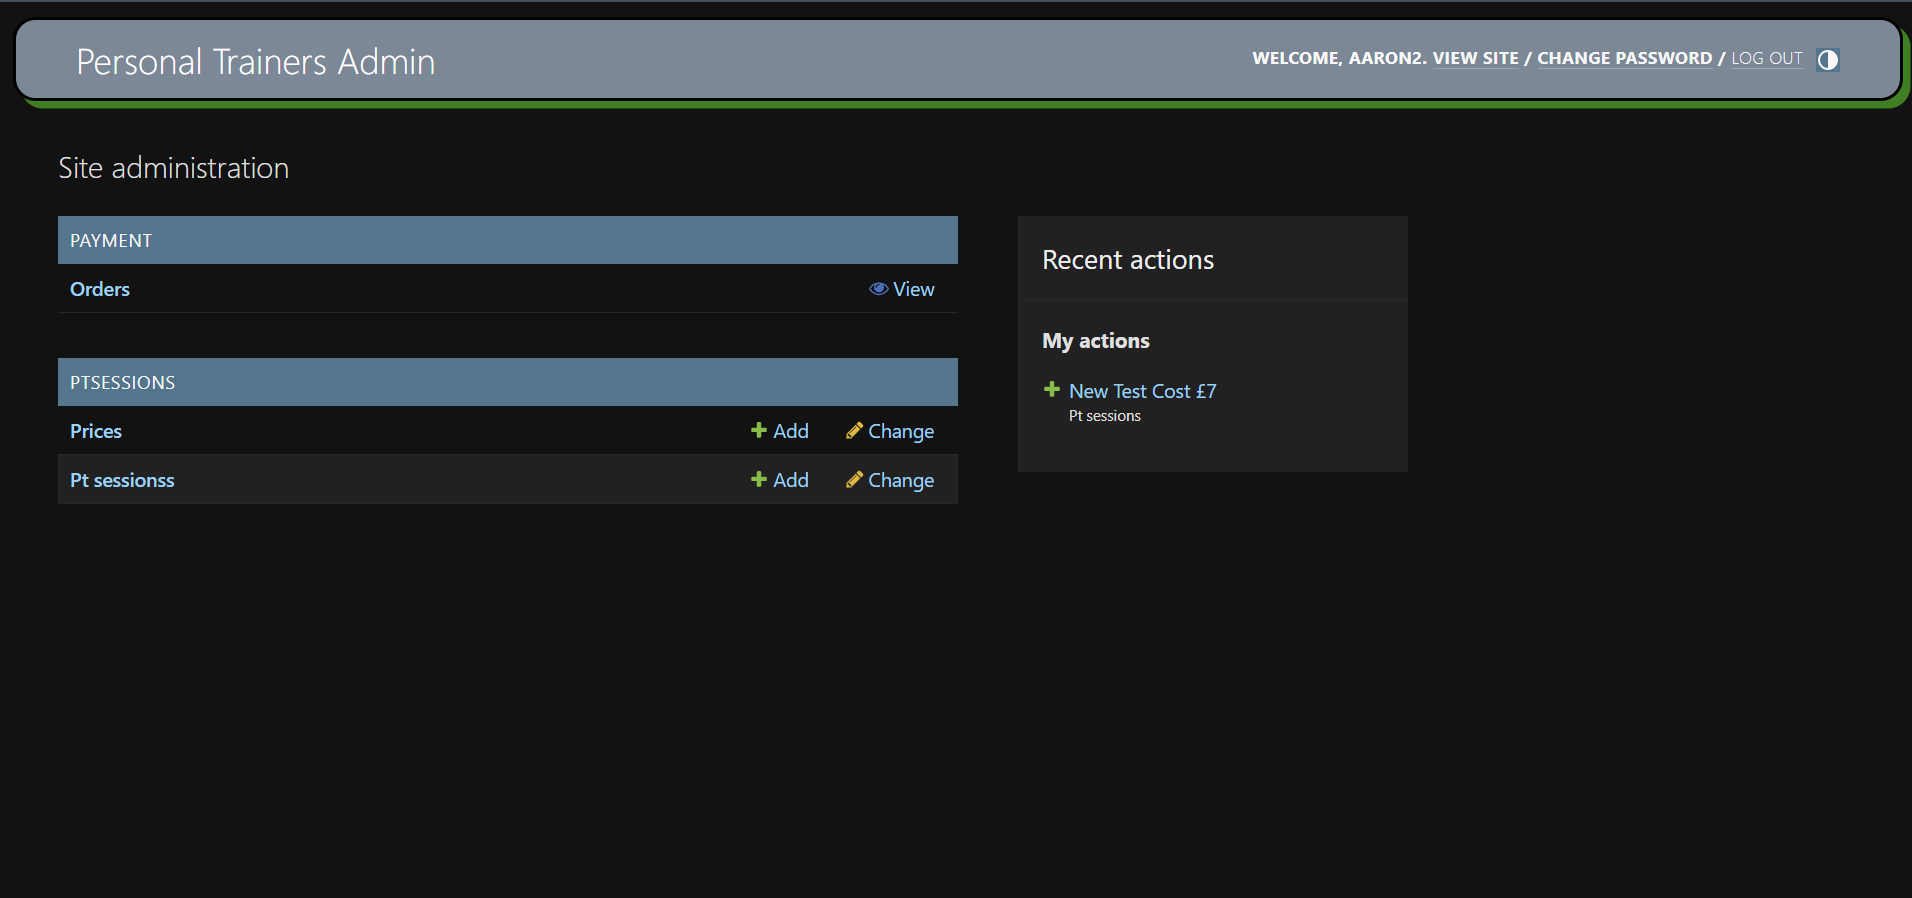 Personal Trainers Admin
WELCOME, AARON2. VIEW SITE / CHANGE PASSWORD / LOG OUT
Site administration
PAYMENT
Orders View
PTSESSIONS
Prices Add Change
Pt sessionss Add Change
Recent actions
My actions
New Test Cost £7
Pt sessions